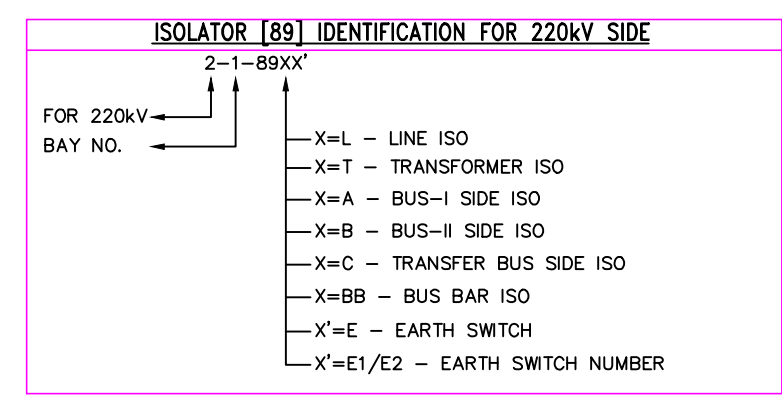 ISOLATOR [89] IDENTIFICATION FOR 220kV SIDE
2-1-89XX'
FOR 220kV
BAY NO.
X=L – LINE ISO
X=T – TRANSFORMER ISO
X=A – BUS-I SIDE ISO
X=B – BUS-II SIDE ISO
X=C – TRANSFER BUS SIDE ISO
X=BB – BUS BAR ISO
X'=E – EARTH SWITCH
X'=E1/E2 – EARTH SWITCH NUMBER